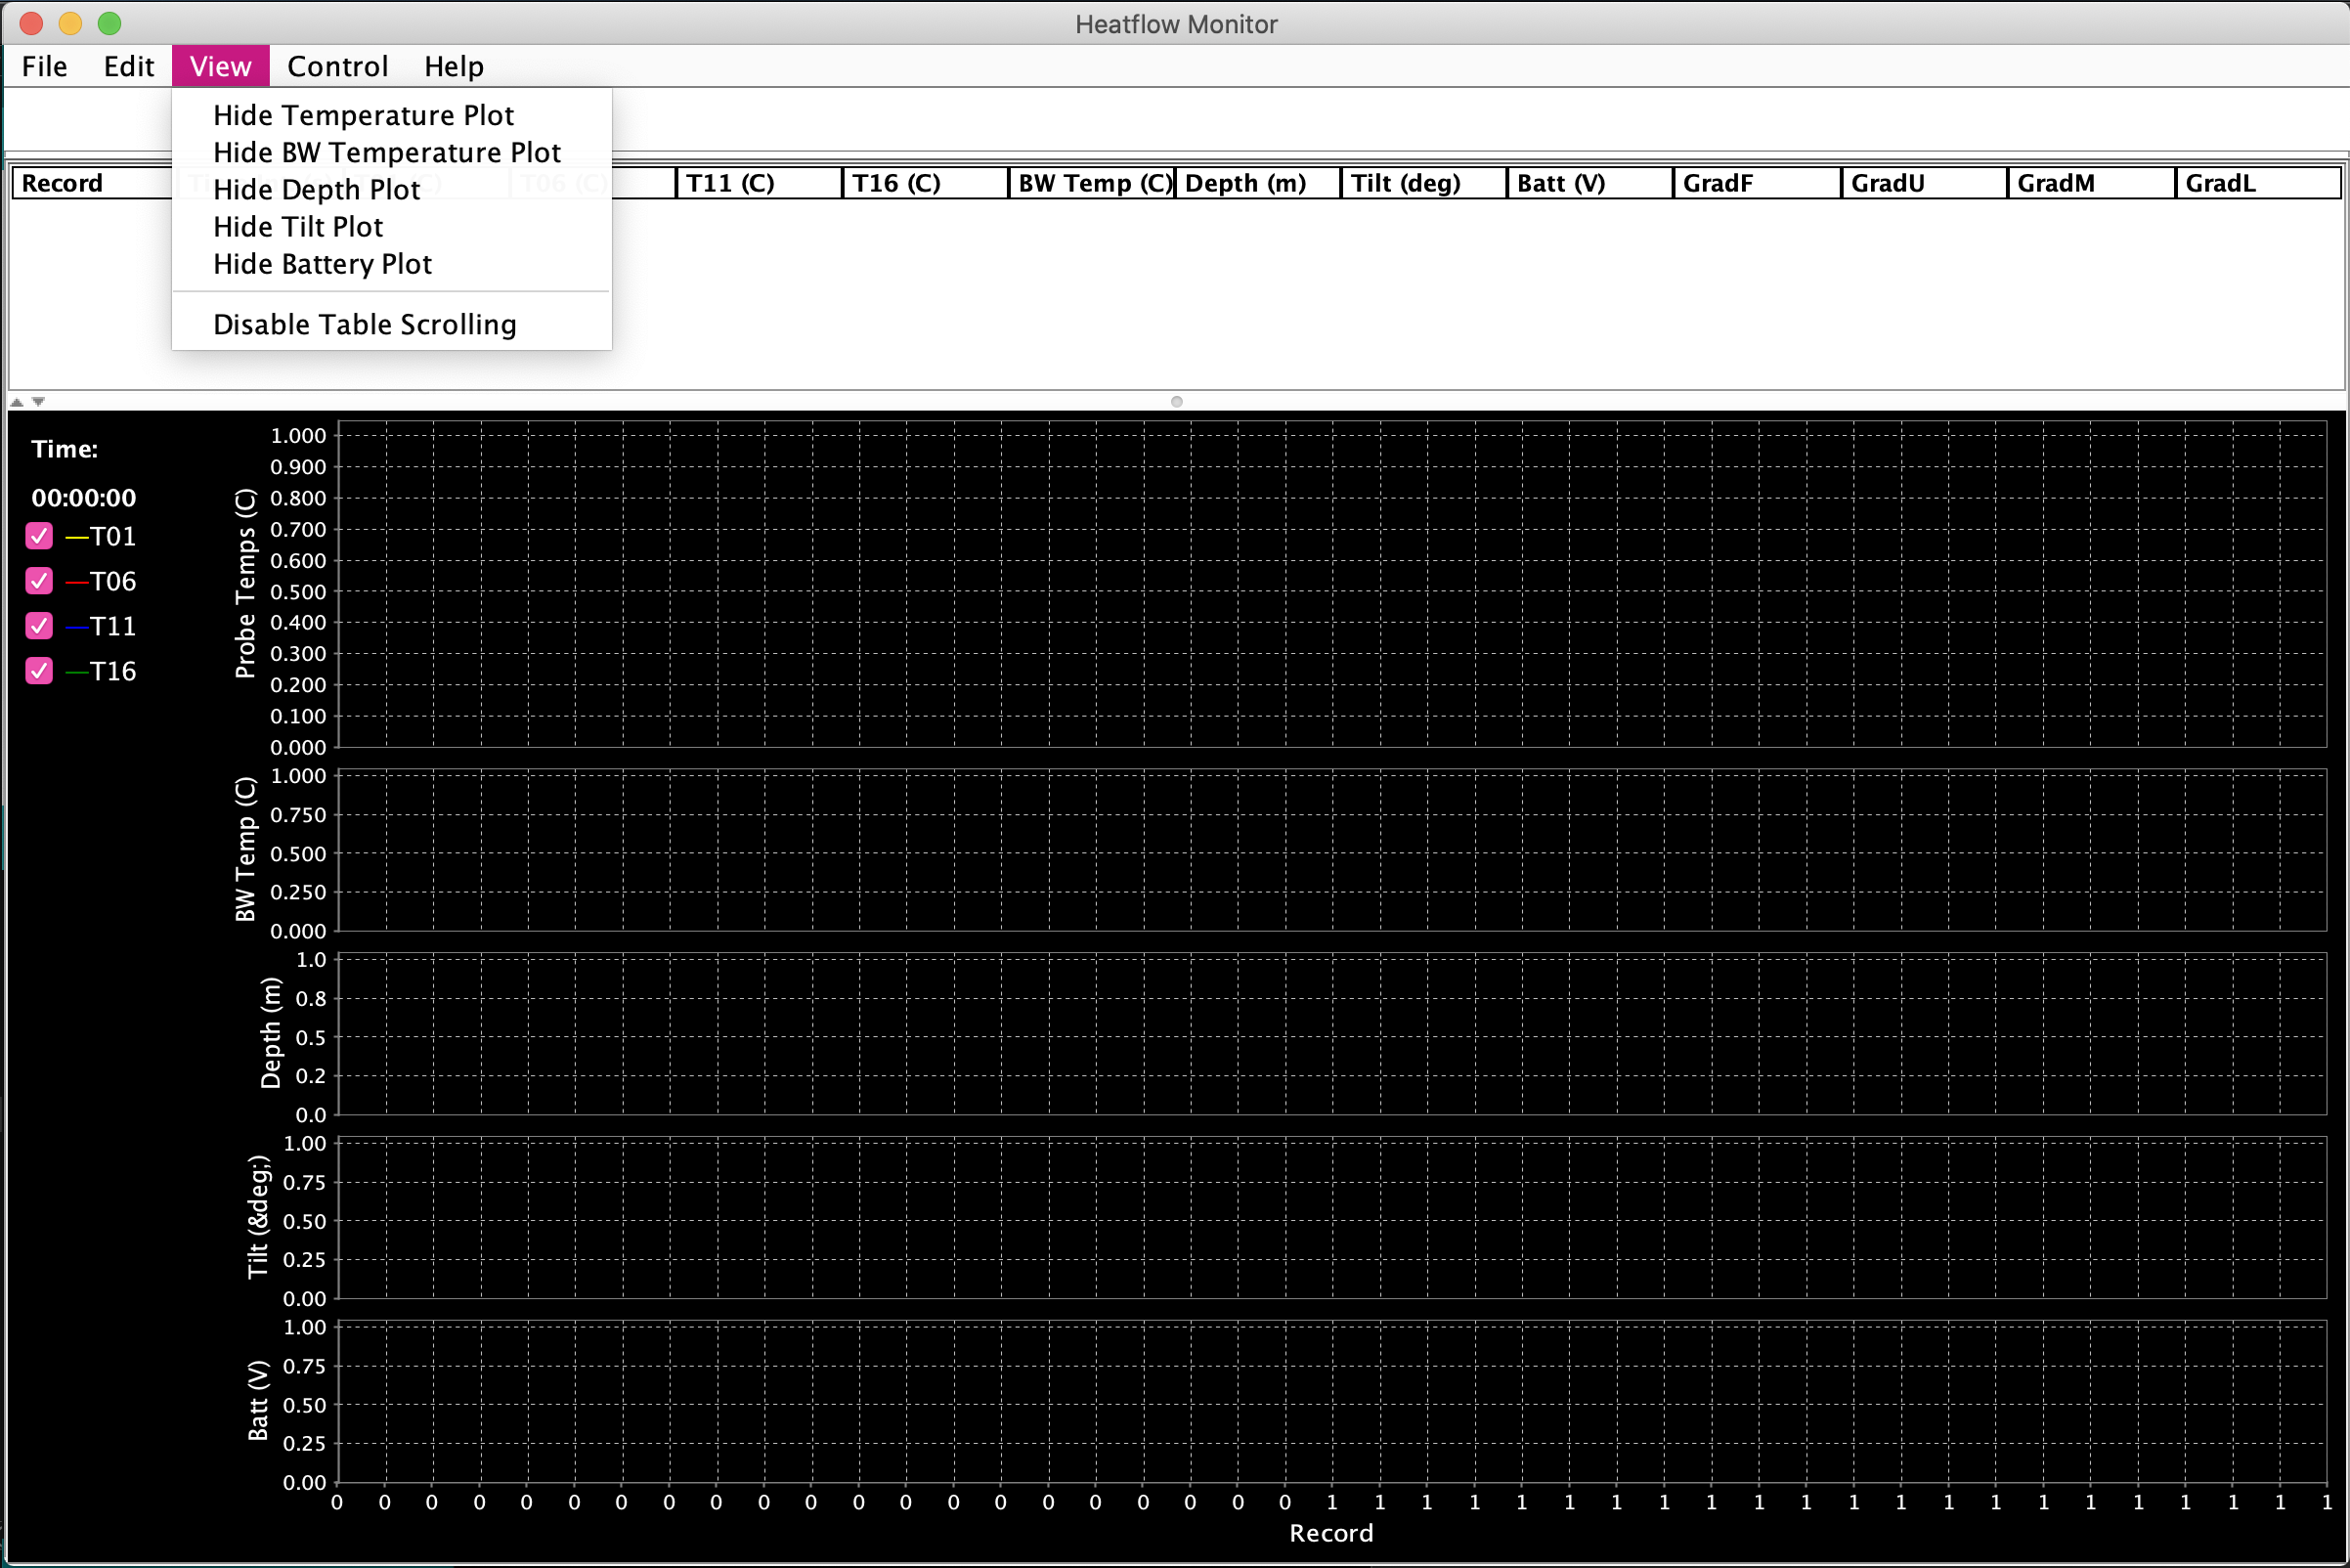 Heatflow Monitor
File Edit View Control Help
Hide Temperature Plot
Hide BW Temperature Plot
Hide Depth Plot
Hide Tilt Plot
Hide Battery Plot
Disable Table Scrolling
Record T06 (C) T11 (C) T16 (C) BW Temp (C) Depth (m) Tilt (deg) Batt (V) GradF GradU GradM GradL
Time:
00:00:00
T01
T06
T11
T16
Probe Temps (C)
1.000
0.900
0.800
0.700
0.600
0.500
0.400
0.300
0.200
0.100
0.000
BW Temp (C)
1.000
0.750
0.500
0.250
0.000
Depth (m)
1.0
0.8
0.5
0.2
0.0
Tilt (&deg;)
1.00
0.75
0.50
0.25
0.00
Batt (V)
1.00
0.75
0.50
0.25
0.00
0 0 0 0 0 0 0 0 0 0 0 0 0 0 0 0 0 0 0 0 0 1 1 1 1 1 1 1 1 1 1 1 1 1 1 1 1 1 1 1 1 1 1
Record